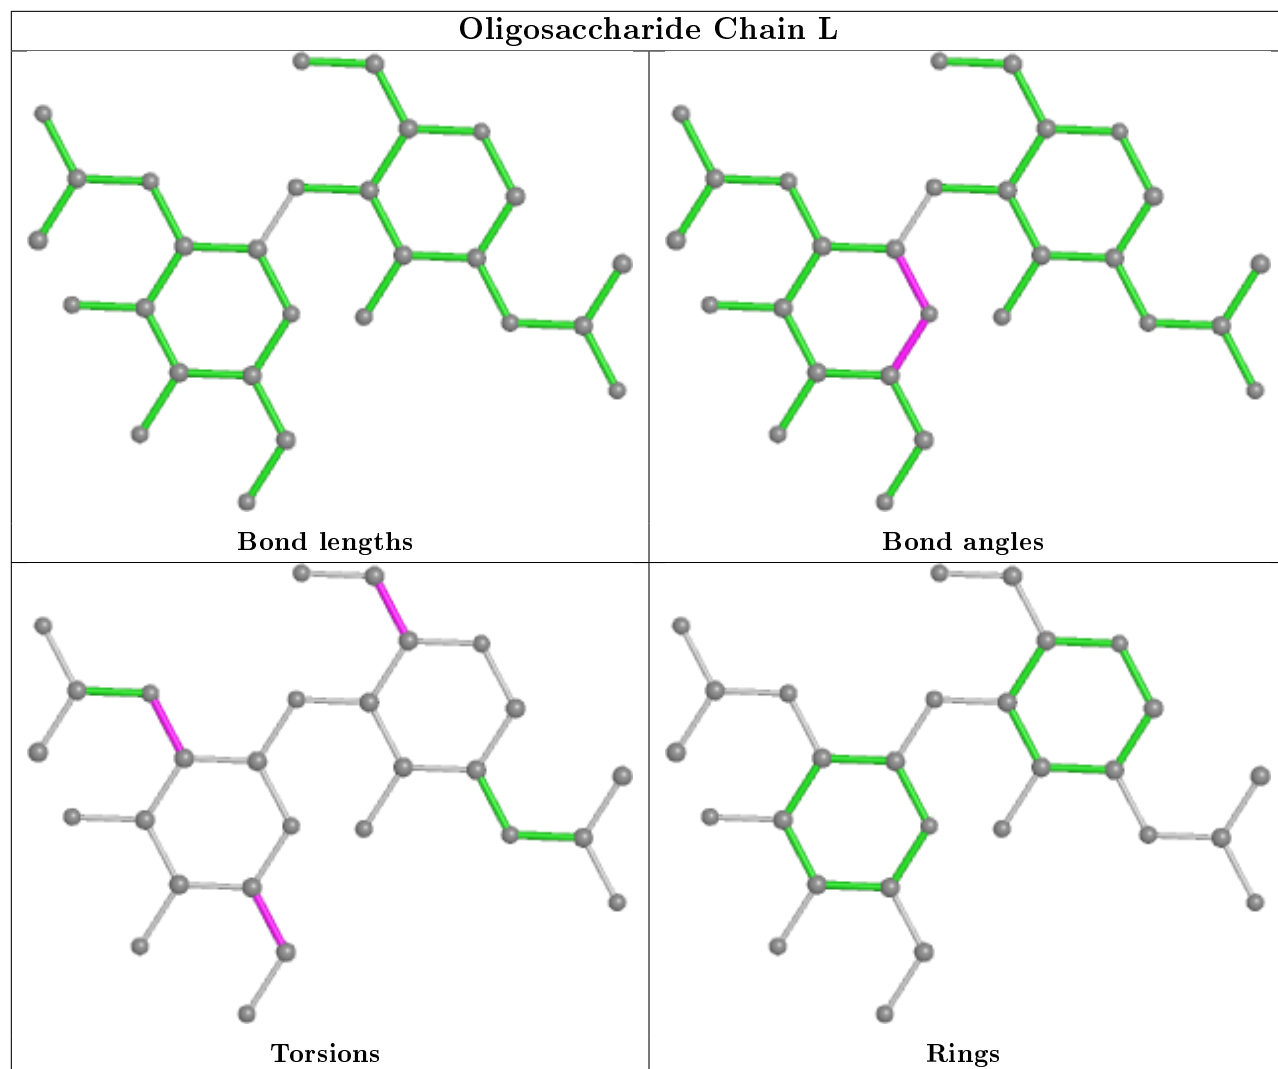 Oligosaccharide Chain L
Bond lengths
Bond angles
Torsions
Rings